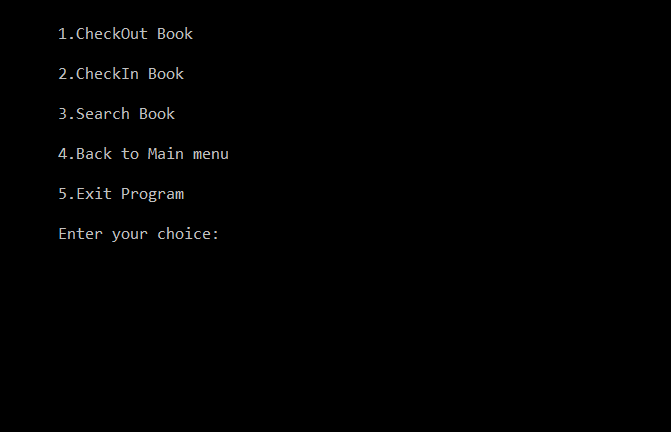 1.CheckOut Book
2.CheckIn Book
3.Search Book
4.Back to Main menu
5.Exit Program
Enter your choice: